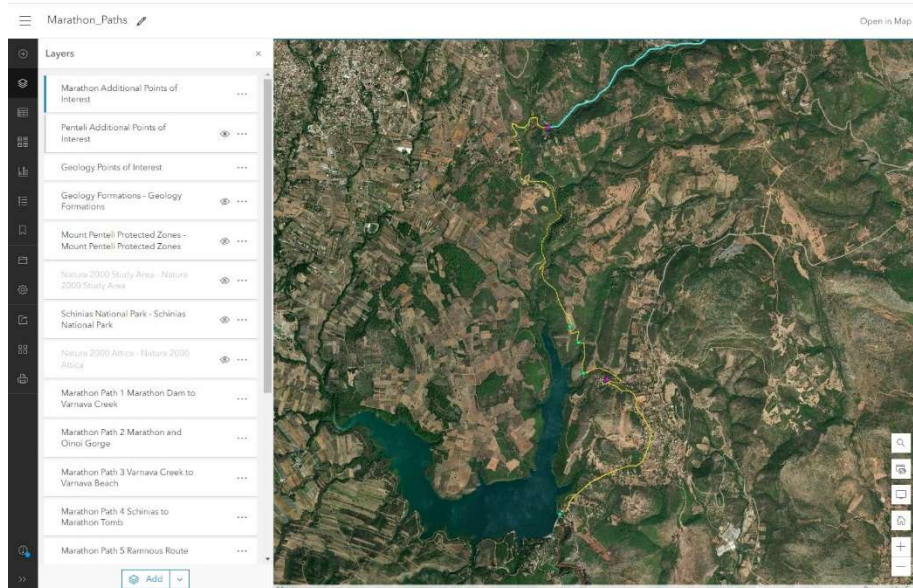 Marathon_Paths
Open in Map
Layers
Marathon Additional Points of
Interest
Penteli Additional Points of
Interest
Geology Points of Interest
Geology Formations - Geology
Formations
Mount Penteli Protected Zones -
Mount Penteli Protected Zones
Natura 2000 Study Area - Natura
2000 Study Area
Schinias National Park - Schinias
National Park
Natura 2000 Attica - Natura 2000
Attica
Marathon Path 1 Marathon Dam to
Varnava Creek
Marathon Path 2 Marathon and
Oinoi Gorge
Marathon Path 3 Varnava Creek to
Varnava Beach
Marathon Path 4 Schinias to
Marathon Tomb
Marathon Path 5 Ramnous Route
Add